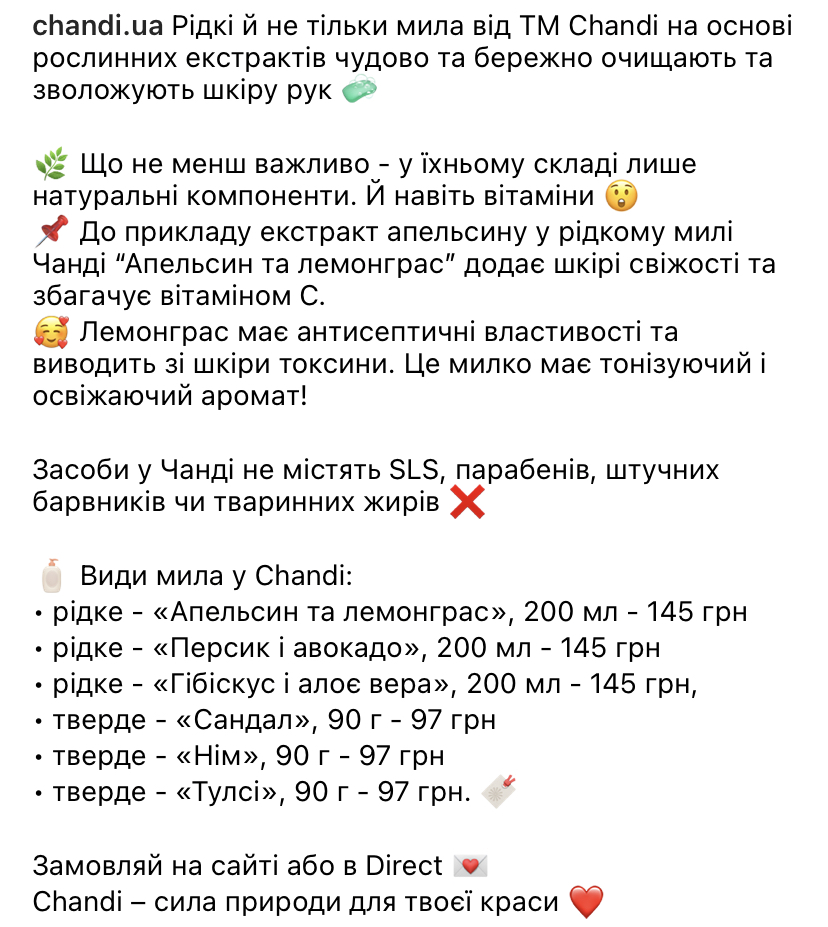 chandi.ua Рідкі й не тільки мила від ТМ Chandi на основі
рослинних екстрактів чудово та бережно очищають та
зволожують шкіру рук 🧼
🌿 Що не менш важливо - у їхньому складі лише
натуральні компоненти. Й навіть вітаміни 😲
📌 До прикладу екстракт апельсину у рідкому милі
Чанді “Апельсин та лемонграс” додає шкірі свіжості та
збагачує вітаміном С.
🥰 Лемонграс має антисептичні властивості та
виводить зі шкіри токсини. Це милко має тонізуючий і
освіжаючий аромат!
Засоби у Чанді не містять SLS, парабенів, штучних
барвників чи тваринних жирів ❌
🧴 Види мила у Chandi:
• рідке - «Апельсин та лемонграс», 200 мл - 145 грн
• рідке - «Персик і авокадо», 200 мл - 145 грн
• рідке - «Гібіскус і алоє вера», 200 мл - 145 грн,
• тверде - «Сандал», 90 г - 97 грн
• тверде - «Нім», 90 г - 97 грн
• тверде - «Тулсі», 90 г - 97 грн. 
Замовляй на сайті або в Direct 💌
Chandi – сила природи для твоєї краси ❤️